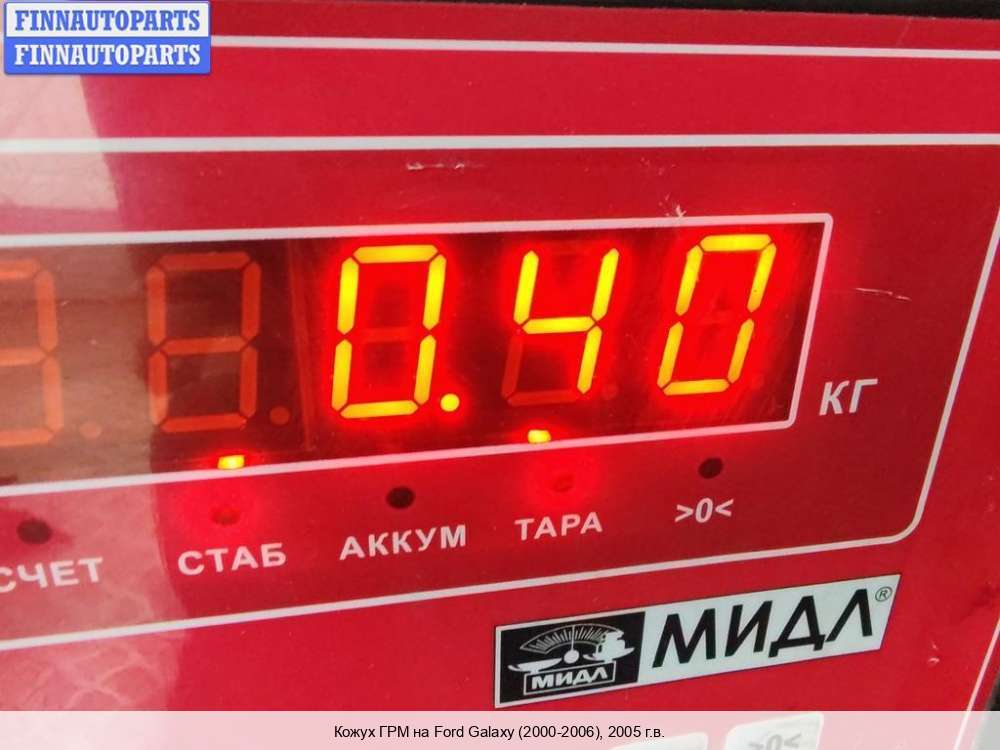 FINNAUTOPARTS
FINNAUTOPARTS
0.40
КГ
СЧЕТ
СТАБ
АККУМ
ТАРА
>0<
МИДЛ®
МИДЛ
>0<
Кожух ГРМ на Ford Galaxy (2000-2006), 2005 г.в.